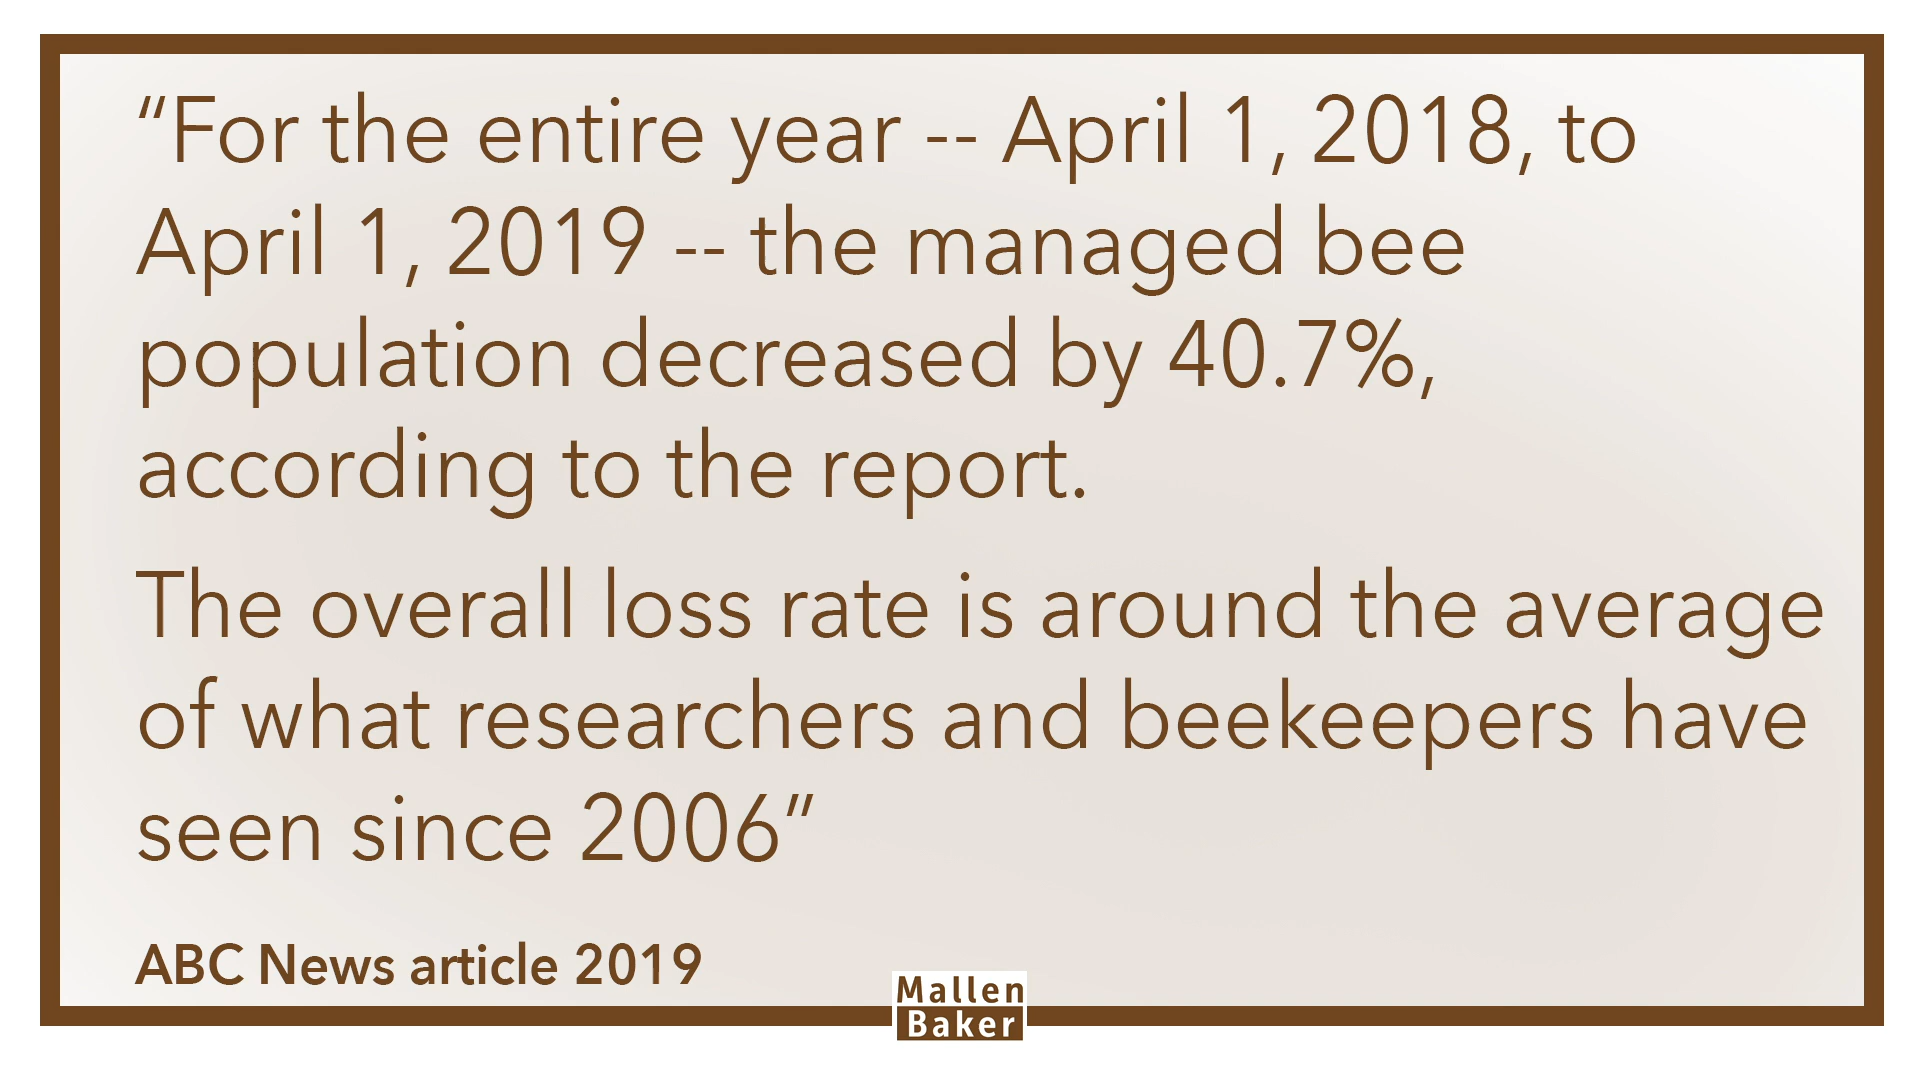 “For the entire year -- April 1, 2018, to
April 1, 2019 -- the managed bee
population decreased by 40.7%,
according to the report.
The overall loss rate is around the average
of what researchers and beekeepers have
seen since 2006”
ABC News article 2019
Mallen
Baker